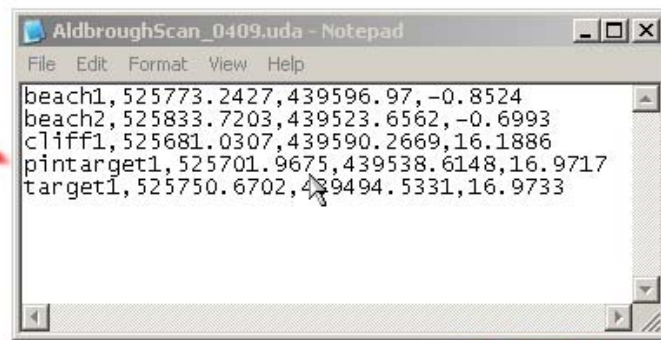 AldbroughScan_0409.uda - Notepad
File Edit Format View Help
beach1,525773.2427,439596.97,-0.8524
beach2,525833.7203,439523.6562,-0.6993
cliff1,525681.0307,439590.2669,16.1886
pintarget1,525701.9675,439538.6148,16.9717
target1,525750.6702,439494.5331,16.9733